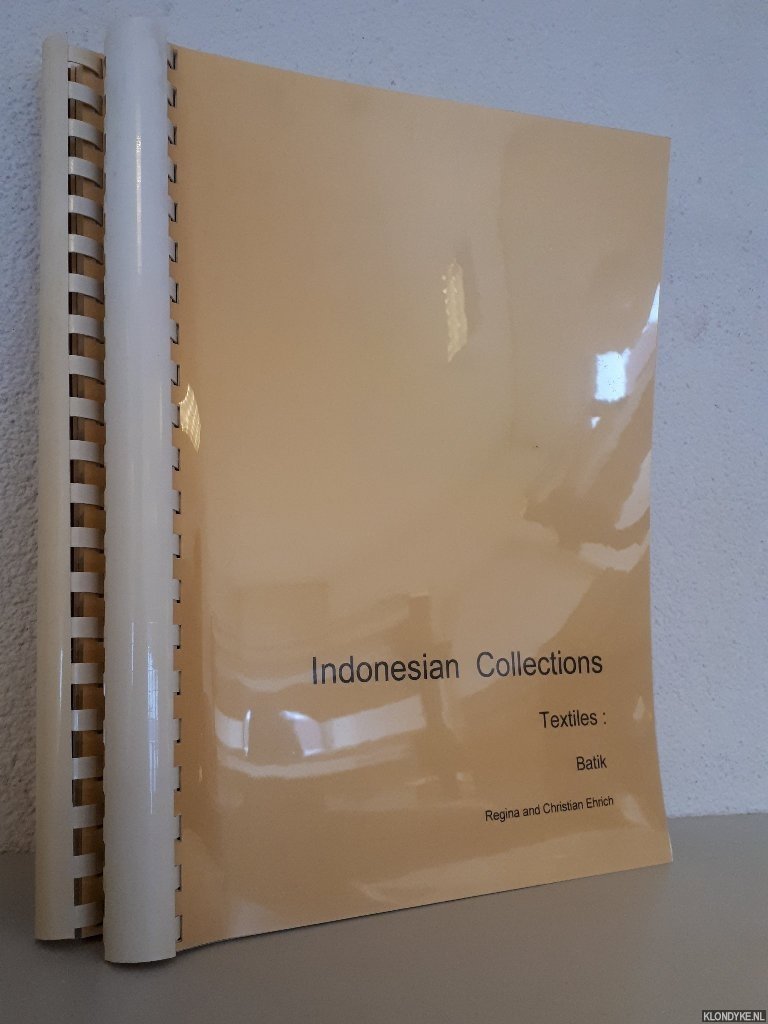 Indonesian Collections
Textiles :
Batik
Regina and Christian Ehrich
KLONDYKE.NL